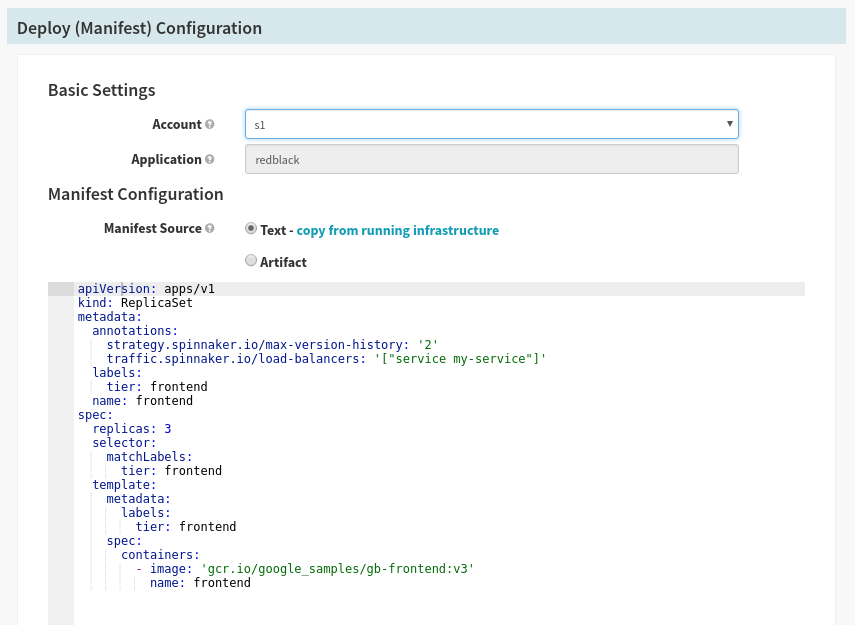 Deploy (Manifest) Configuration
Basic Settings
Account
s1
Application
redblack
Manifest Configuration
Manifest Source
Text - copy from running infrastructure
Artifact
apiVersion: apps/v1
kind: ReplicaSet
metadata:
  annotations:
    strategy.spinnaker.io/max-version-history: '2'
    traffic.spinnaker.io/load-balancers: '["service my-service"]'
  labels:
    tier: frontend
  name: frontend
spec:
  replicas: 3
  selector:
    matchLabels:
      tier: frontend
  template:
    metadata:
      labels:
        tier: frontend
    spec:
      containers:
        - image: 'gcr.io/google_samples/gb-frontend:v3'
          name: frontend